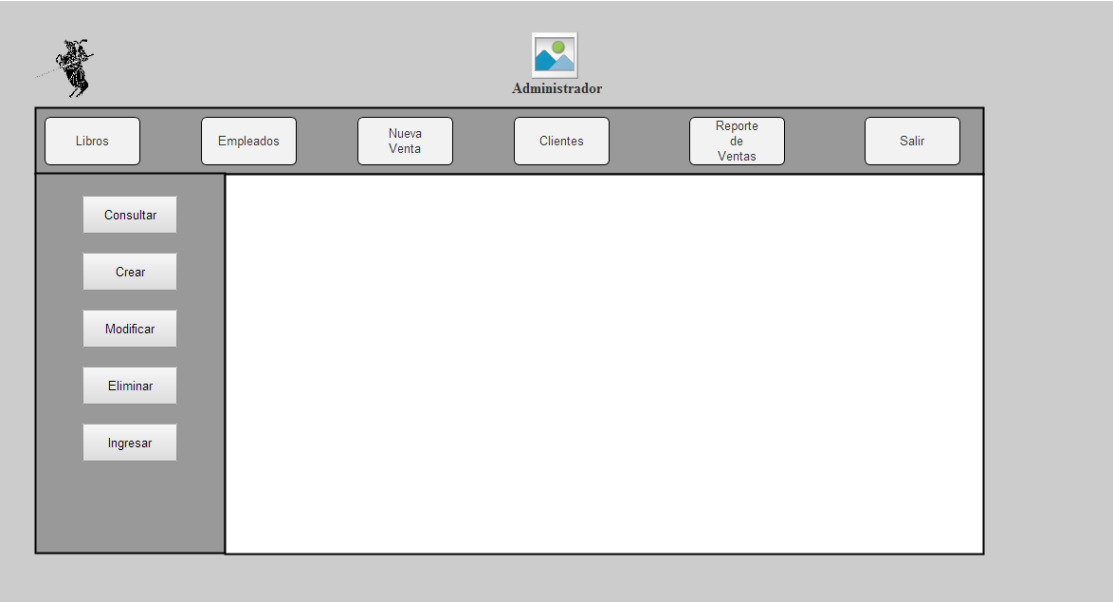 Administrador
Libros
Empleados
Nueva
Venta
Clientes
Reporte
de
Ventas
Salir
Consultar
Crear
Modificar
Eliminar
Ingresar